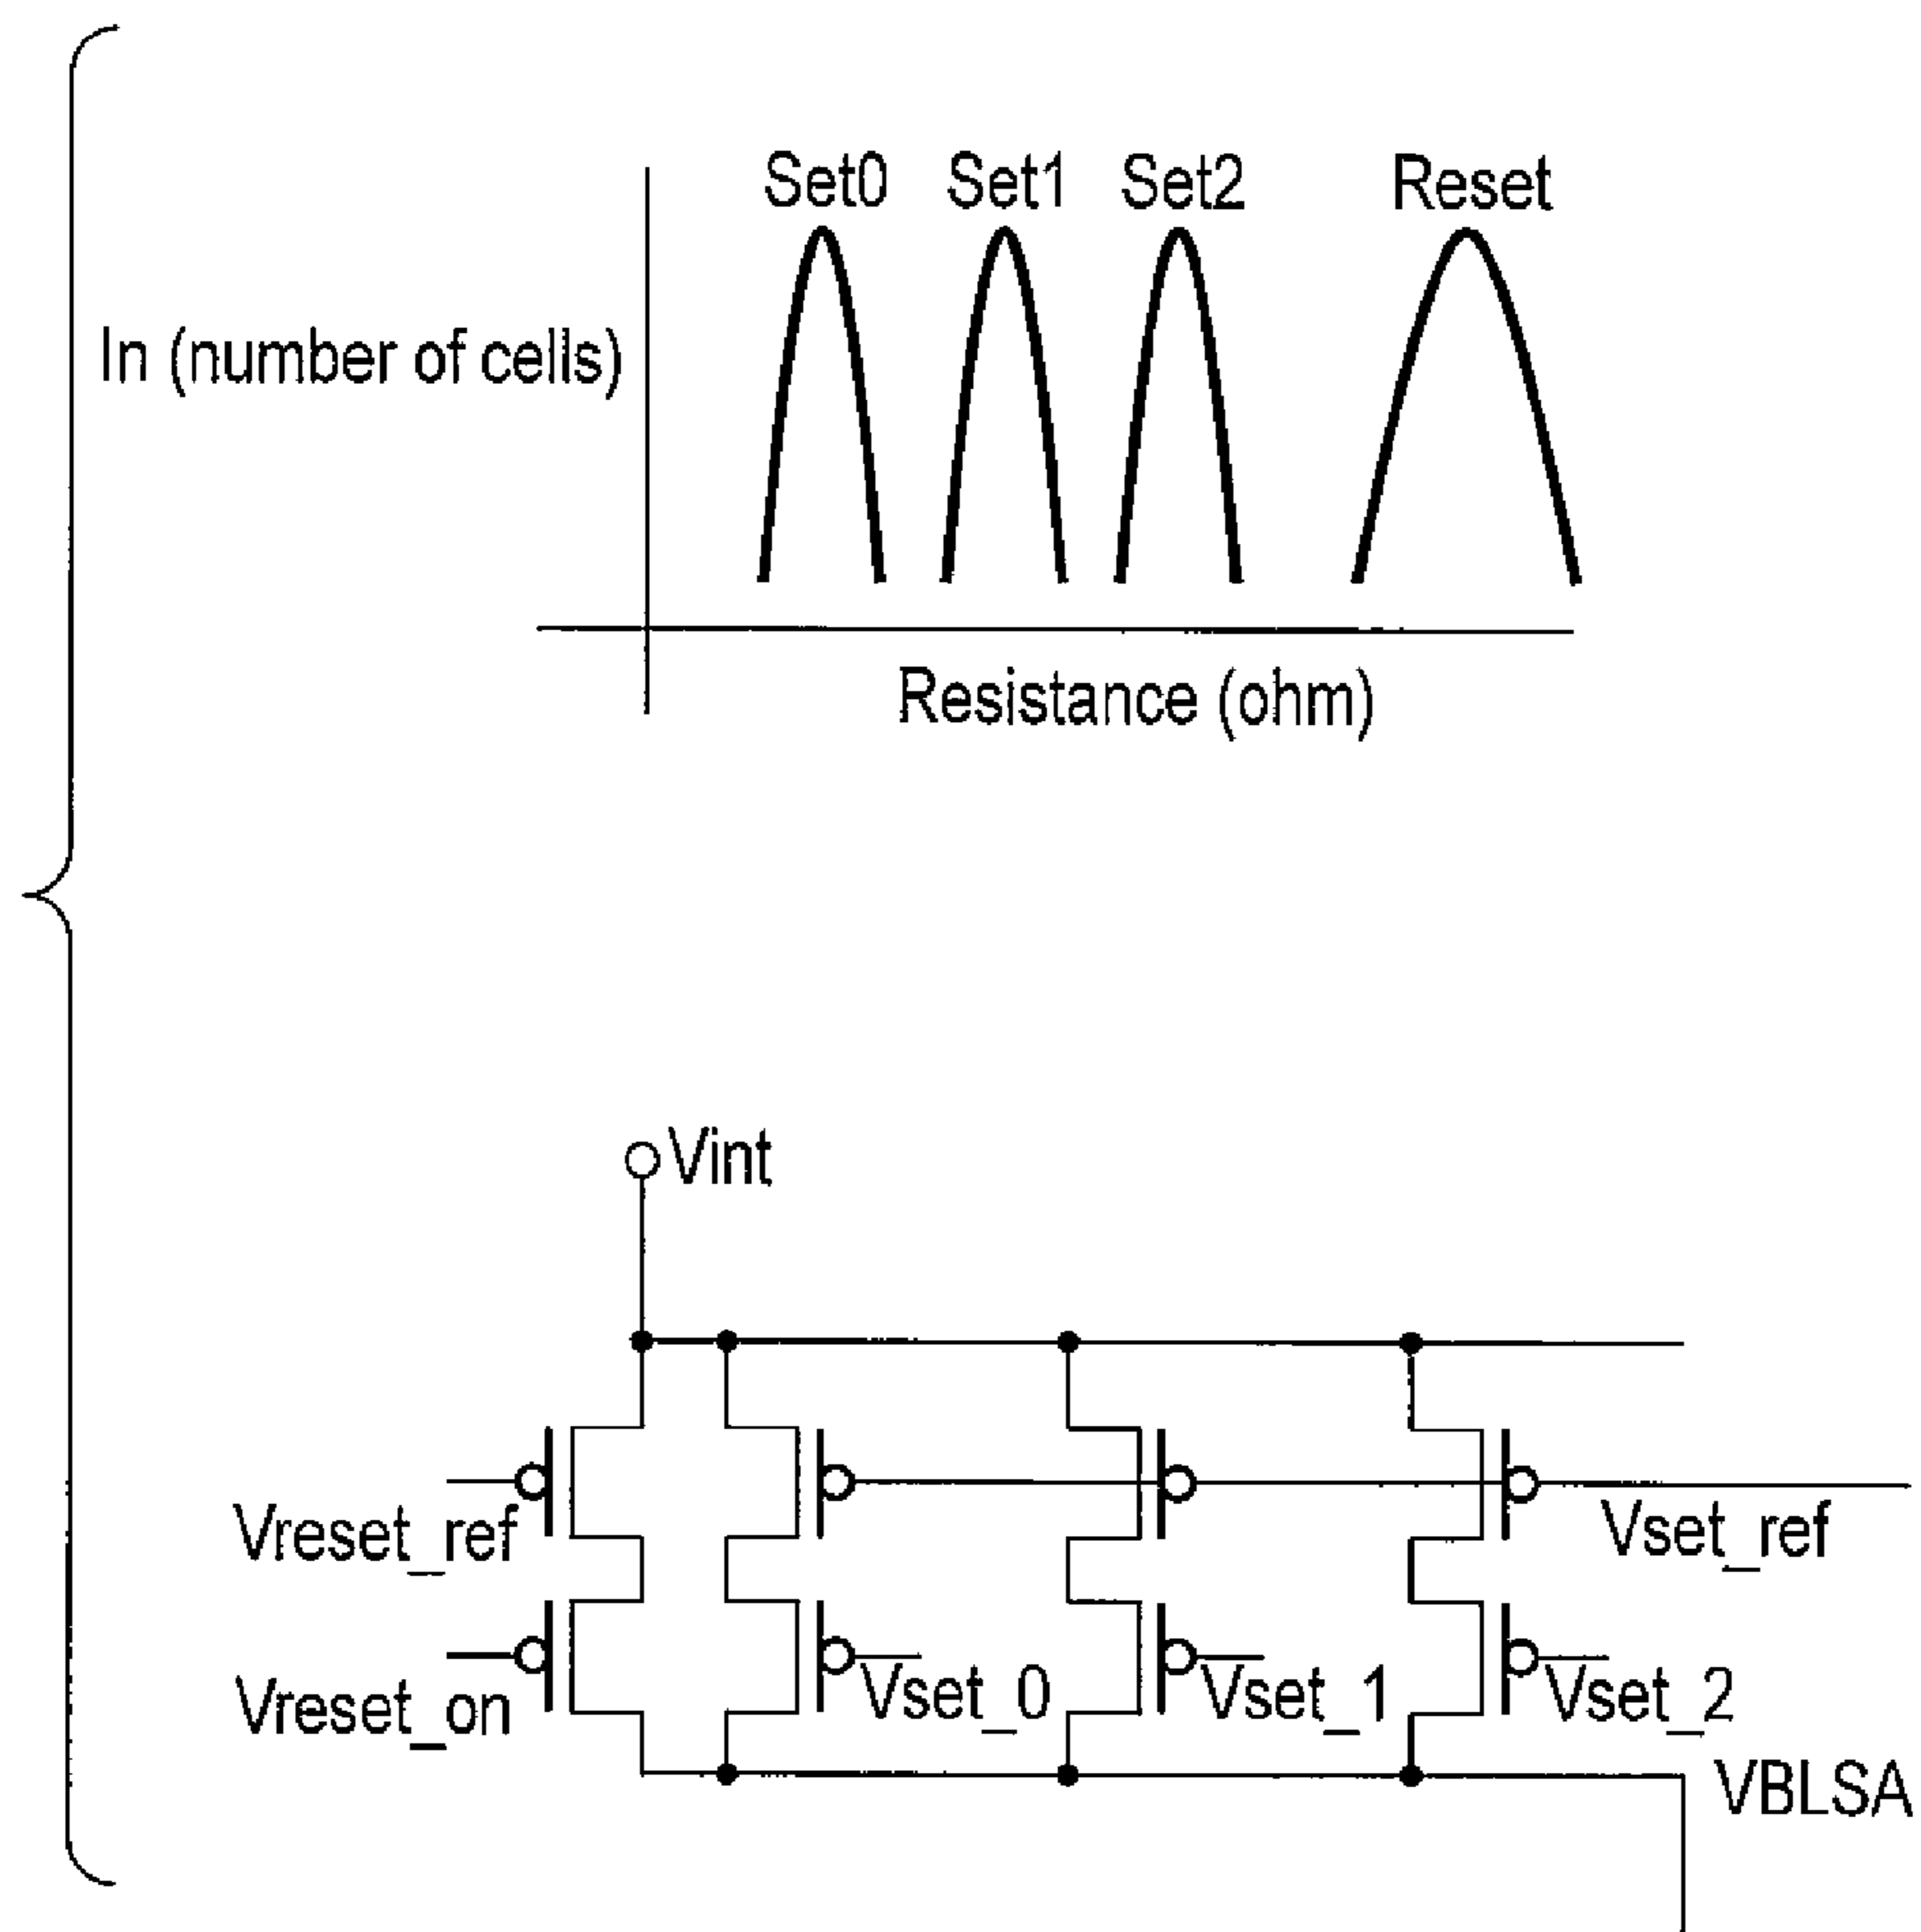 Set0 Set1 Set2 Reset
In (number of cells)
Resistance (ohm)
Vint
Vreset_ref
Vset_ref
Vreset_on
Vset_0
Vset_1
Vset_2
VBLSA